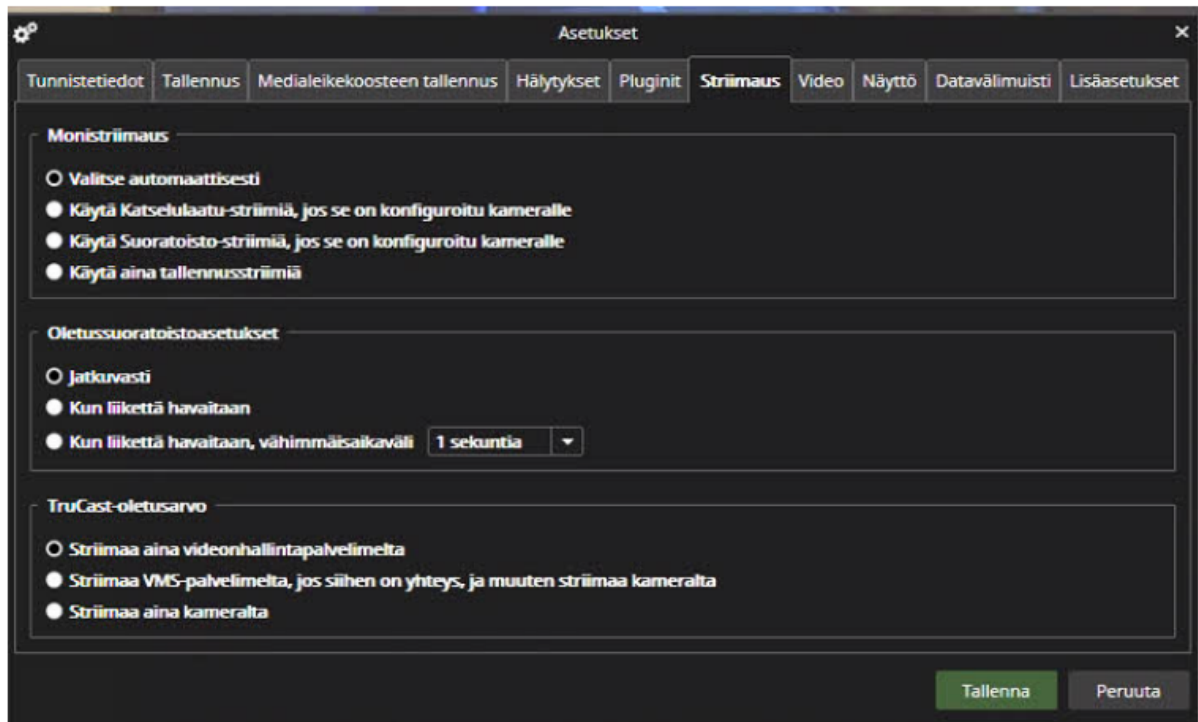 Asetukset
Tunnistetiedot Tallennus Medialeikekoosteen tallennus Hälytykset Pluginit Striimaus Video Näyttö Datavälimuisti Lisäasetukset
Monistriimaus
Valitse automaattisesti
Käytä Katselulaatu-striimiä, jos se on konfiguroitu kameralle
Käytä Suoratoisto-striimiä, jos se on konfiguroitu kameralle
Käytä aina tallennusstriimiä
Oletussuoratoistoasetukset
Jatkuvasti
Kun liikettä havaitaan
Kun liikettä havaitaan, vähimmäisaikaväli 1 sekuntia
TruCast-oletusarvo
Striimaa aina videonhallintapalvelimelta
Striimaa VMS-palvelimelta, jos siihen on yhteys, ja muuten striimaa kameralta
Striimaa aina kameralta
Tallenna Peruuta